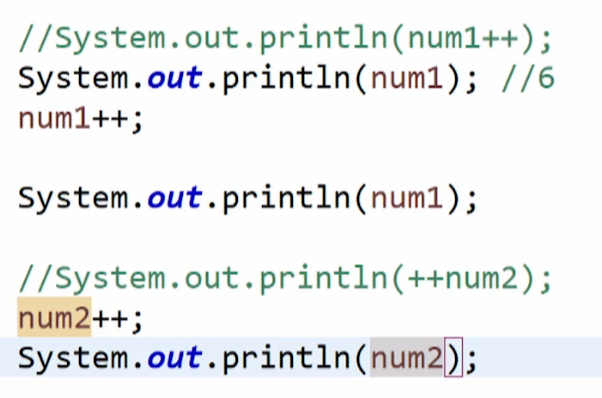 //System.out.println(num1++);
System.out.println(num1); //6
num1++;
System.out.println(num1);
//System.out.println(++num2);
num2++;
System.out.println(num2);